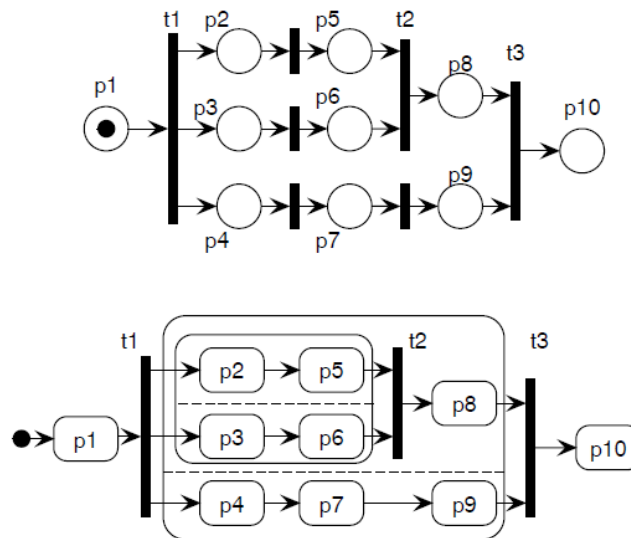 t1 p2 p5 t2
p8 t3
p1
p3 p6 p10
p9
p4 p7
t1 t2 t3
p2 p5
p8
p1 p3 p6 p10
p4 p7 p9